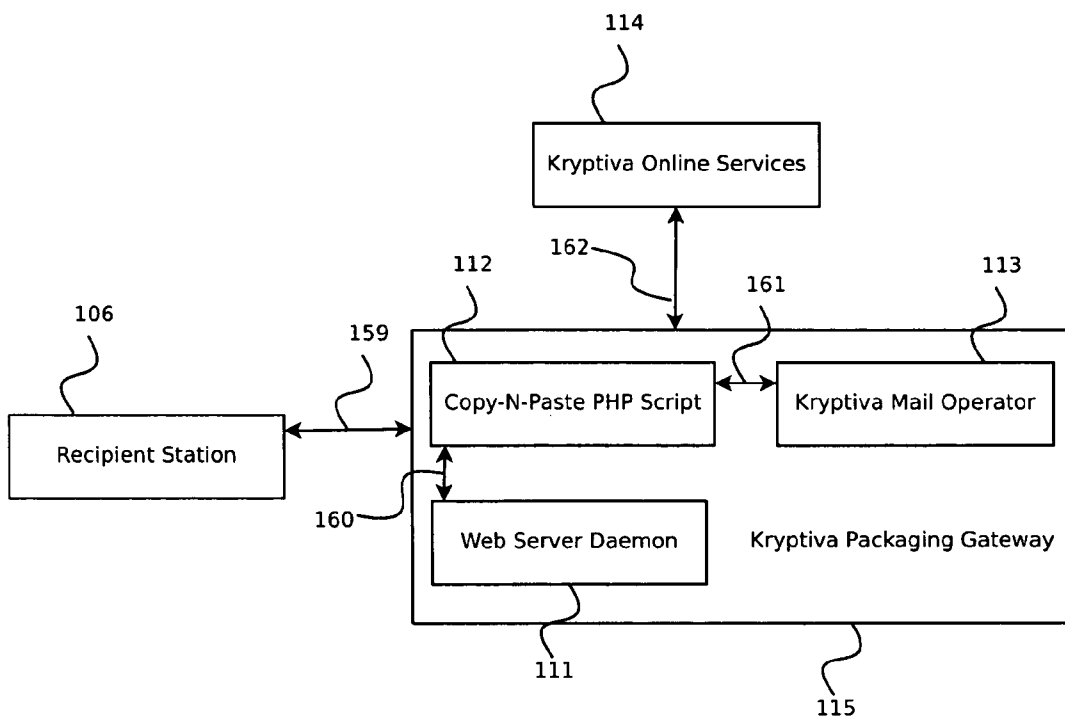 114
Kryptiva Online Services
162
112
161
113
106
159
Copy-N-Paste PHP Script
Kryptiva Mail Operator
Recipient Station
160
Web Server Daemon
Kryptiva Packaging Gateway
111
115